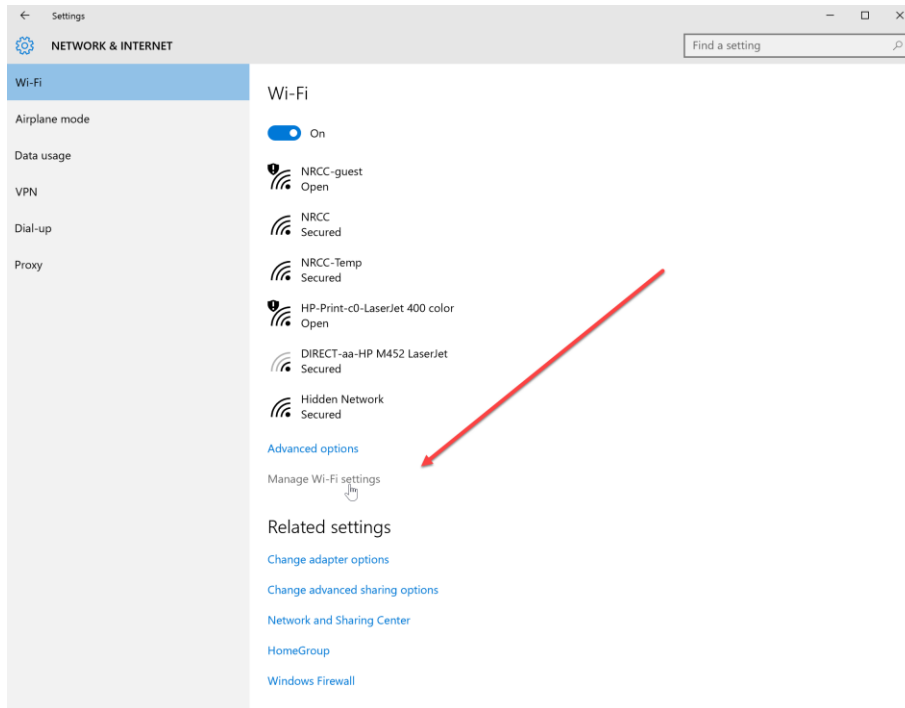 Settings
NETWORK & INTERNET
Find a setting
Wi-Fi
Airplane mode
Data usage
VPN
Dial-up
Proxy
Wi-Fi
On
NRCC-guest
Open
NRCC
Secured
NRCC-Temp
Secured
HP-Print-c0-LaserJet 400 color
Open
DIRECT-aa-HP M452 LaserJet
Secured
Hidden Network
Secured
Advanced options
Manage Wi-Fi settings
Related settings
Change adapter options
Change advanced sharing options
Network and Sharing Center
HomeGroup
Windows Firewall